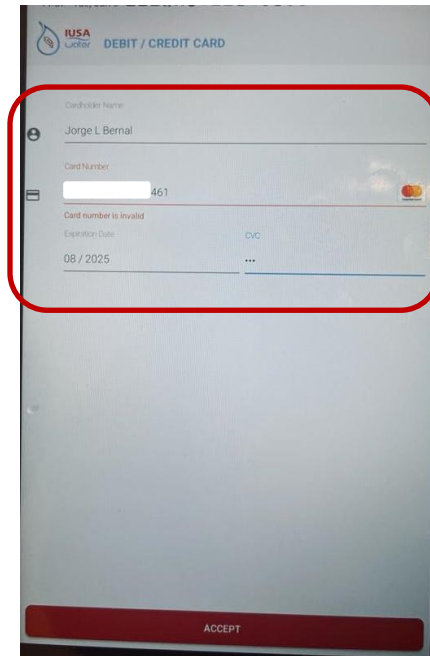 IUSA
water
DEBIT / CREDIT CARD
Cardholder Name
Jorge L Bernal
Card Number
461
Card number is invalid
Expiration Date CVC
08 / 2025 •••
ACCEPT